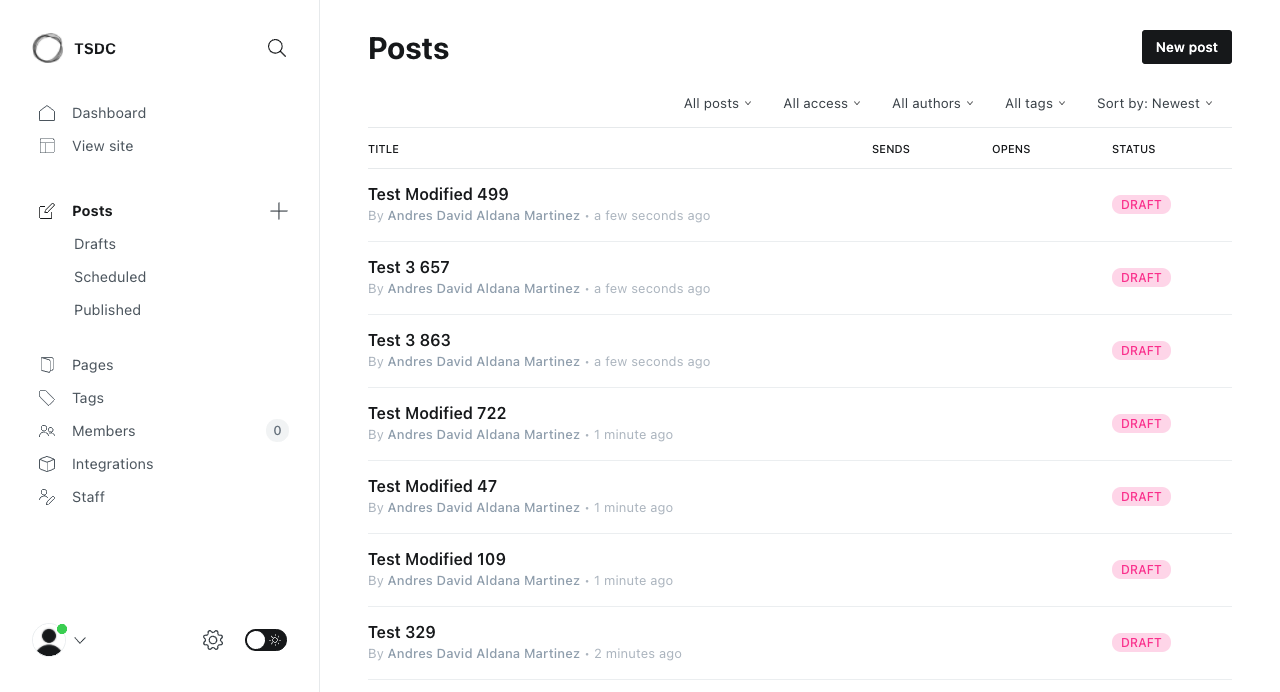 TSDC
Dashboard
View site
Posts
Drafts
Scheduled
Published
Pages
Tags
Members 0
Integrations
Staff
Posts
New post
All posts All access All authors All tags Sort by: Newest
TITLE SENDS OPENS STATUS
Test Modified 499
By Andres David Aldana Martinez • a few seconds ago
DRAFT
Test 3 657
By Andres David Aldana Martinez • a few seconds ago
DRAFT
Test 3 863
By Andres David Aldana Martinez • a few seconds ago
DRAFT
Test Modified 722
By Andres David Aldana Martinez • 1 minute ago
DRAFT
Test Modified 47
By Andres David Aldana Martinez • 1 minute ago
DRAFT
Test Modified 109
By Andres David Aldana Martinez • 1 minute ago
DRAFT
Test 329
By Andres David Aldana Martinez • 2 minutes ago
DRAFT